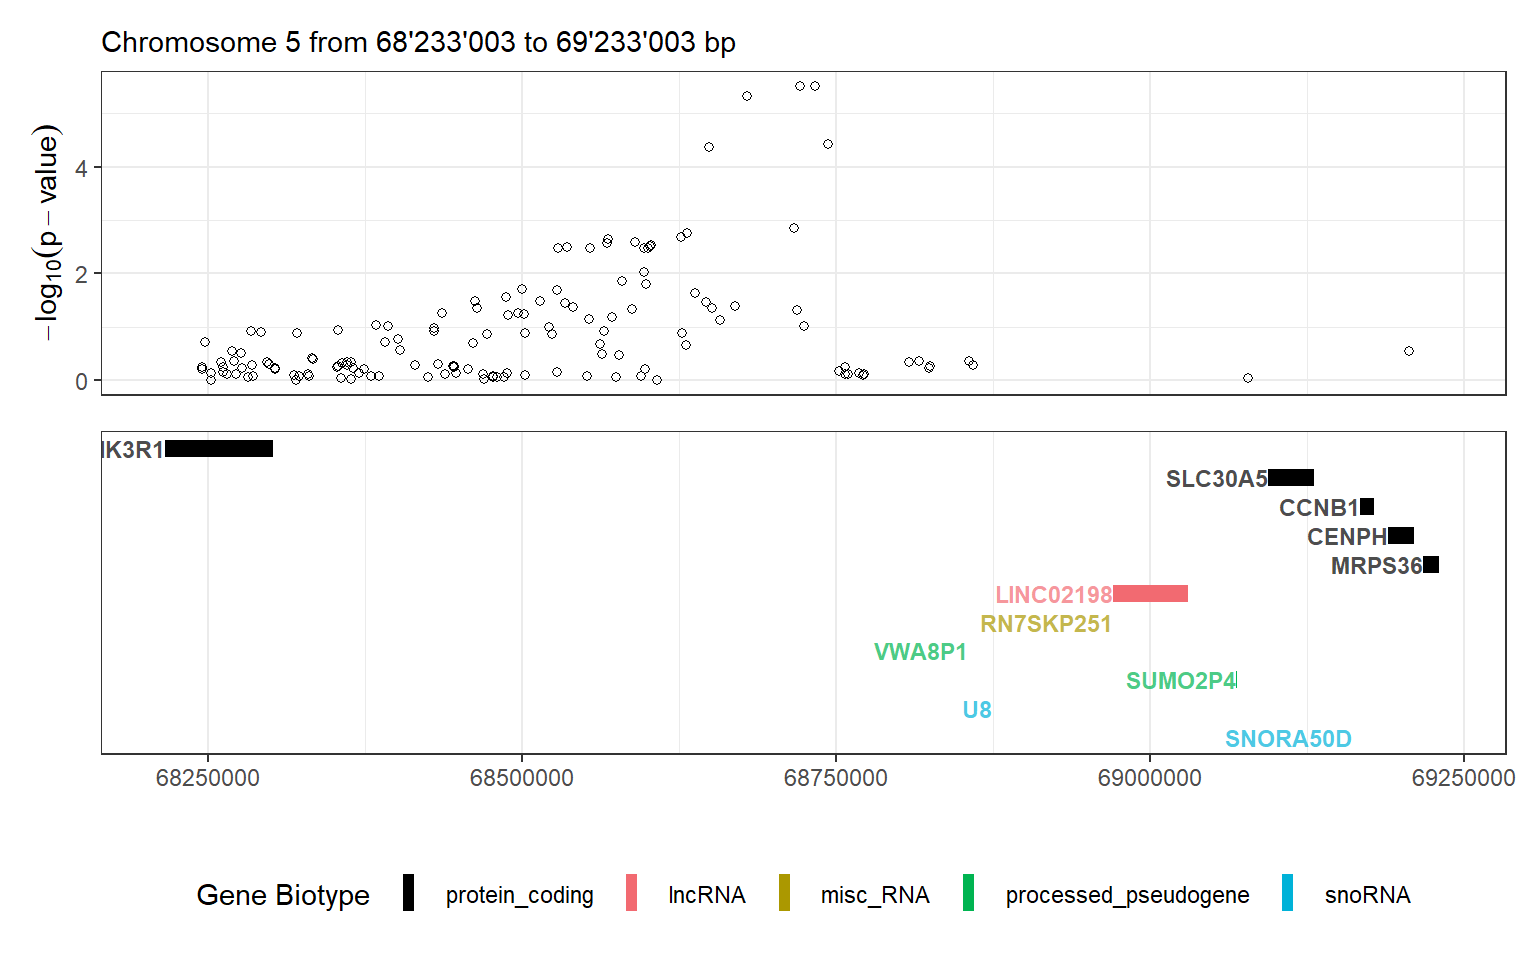 Chromosome 5 from 68'233'003 to 69'233'003 bp
−log10(p − value)
4
2
0
IK3R1
SLC30A5
CCNB1
CENPH
MRPS36
LINC02198
RN7SKP251
VWA8P1
SUMO2P4
U8
SNORA50D
68250000 68500000 68750000 69000000 69250000
Gene Biotype protein_coding lncRNA misc_RNA processed_pseudogene snoRNA